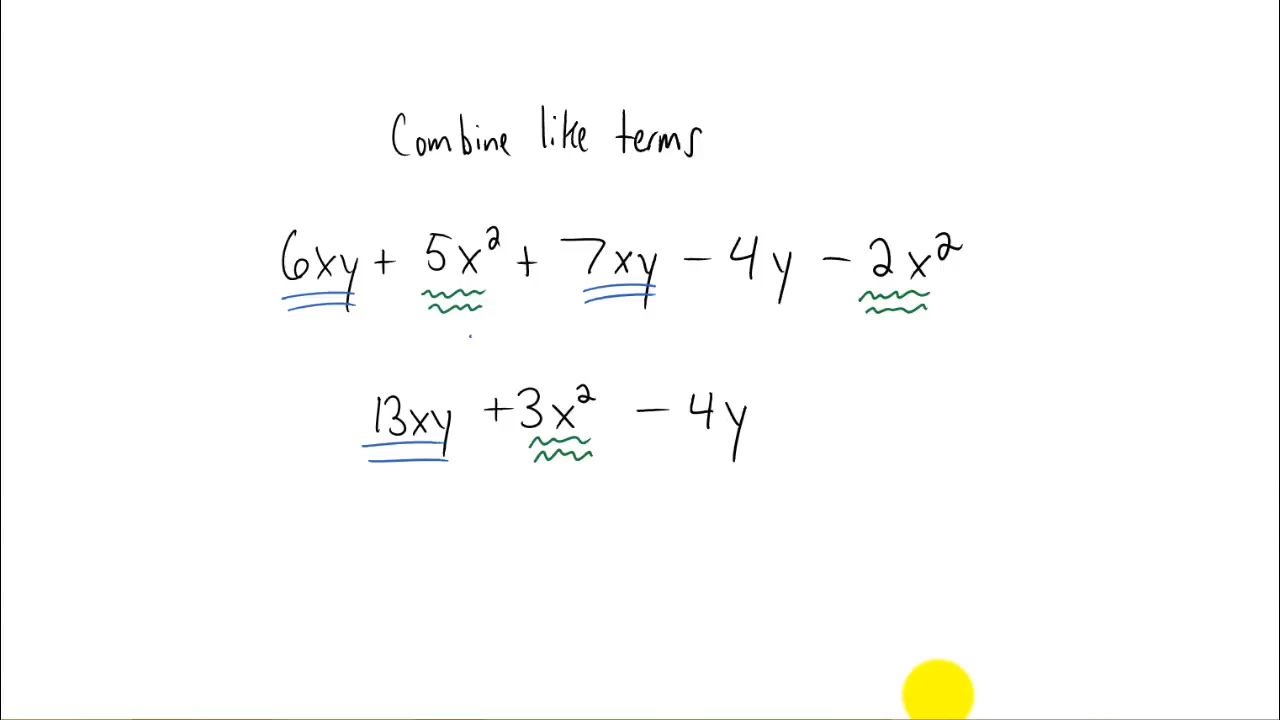 Combine like terms
6xy + 5x² + 7xy - 4y - 2x²
13xy + 3x² - 4y